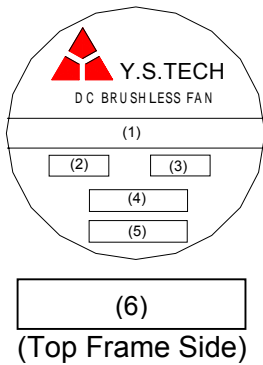 Y.S.TECH
DC BRUSHLESS FAN
(1)
(2) (3)
(4)
(5)
(6)
(Top Frame Side)